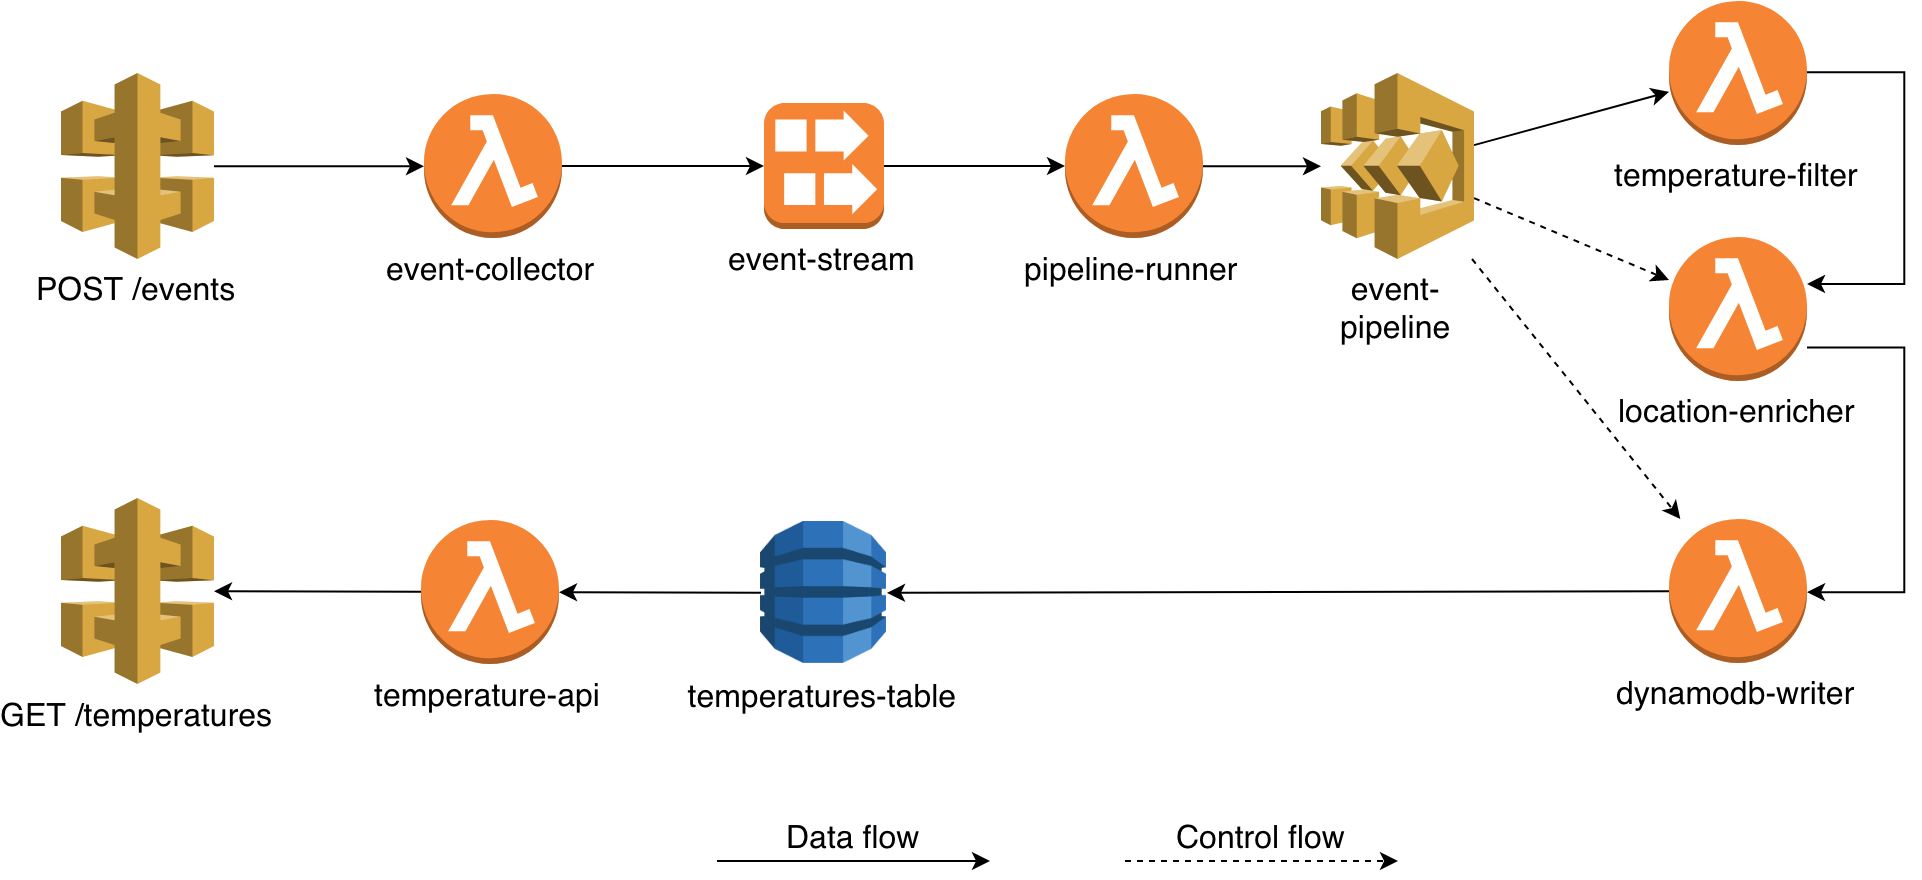 temperature-filter
POST /events
event-collector
event-stream
pipeline-runner
event-
pipeline
location-enricher
GET /temperatures
temperature-api
temperatures-table
dynamodb-writer
Data flow
Control flow